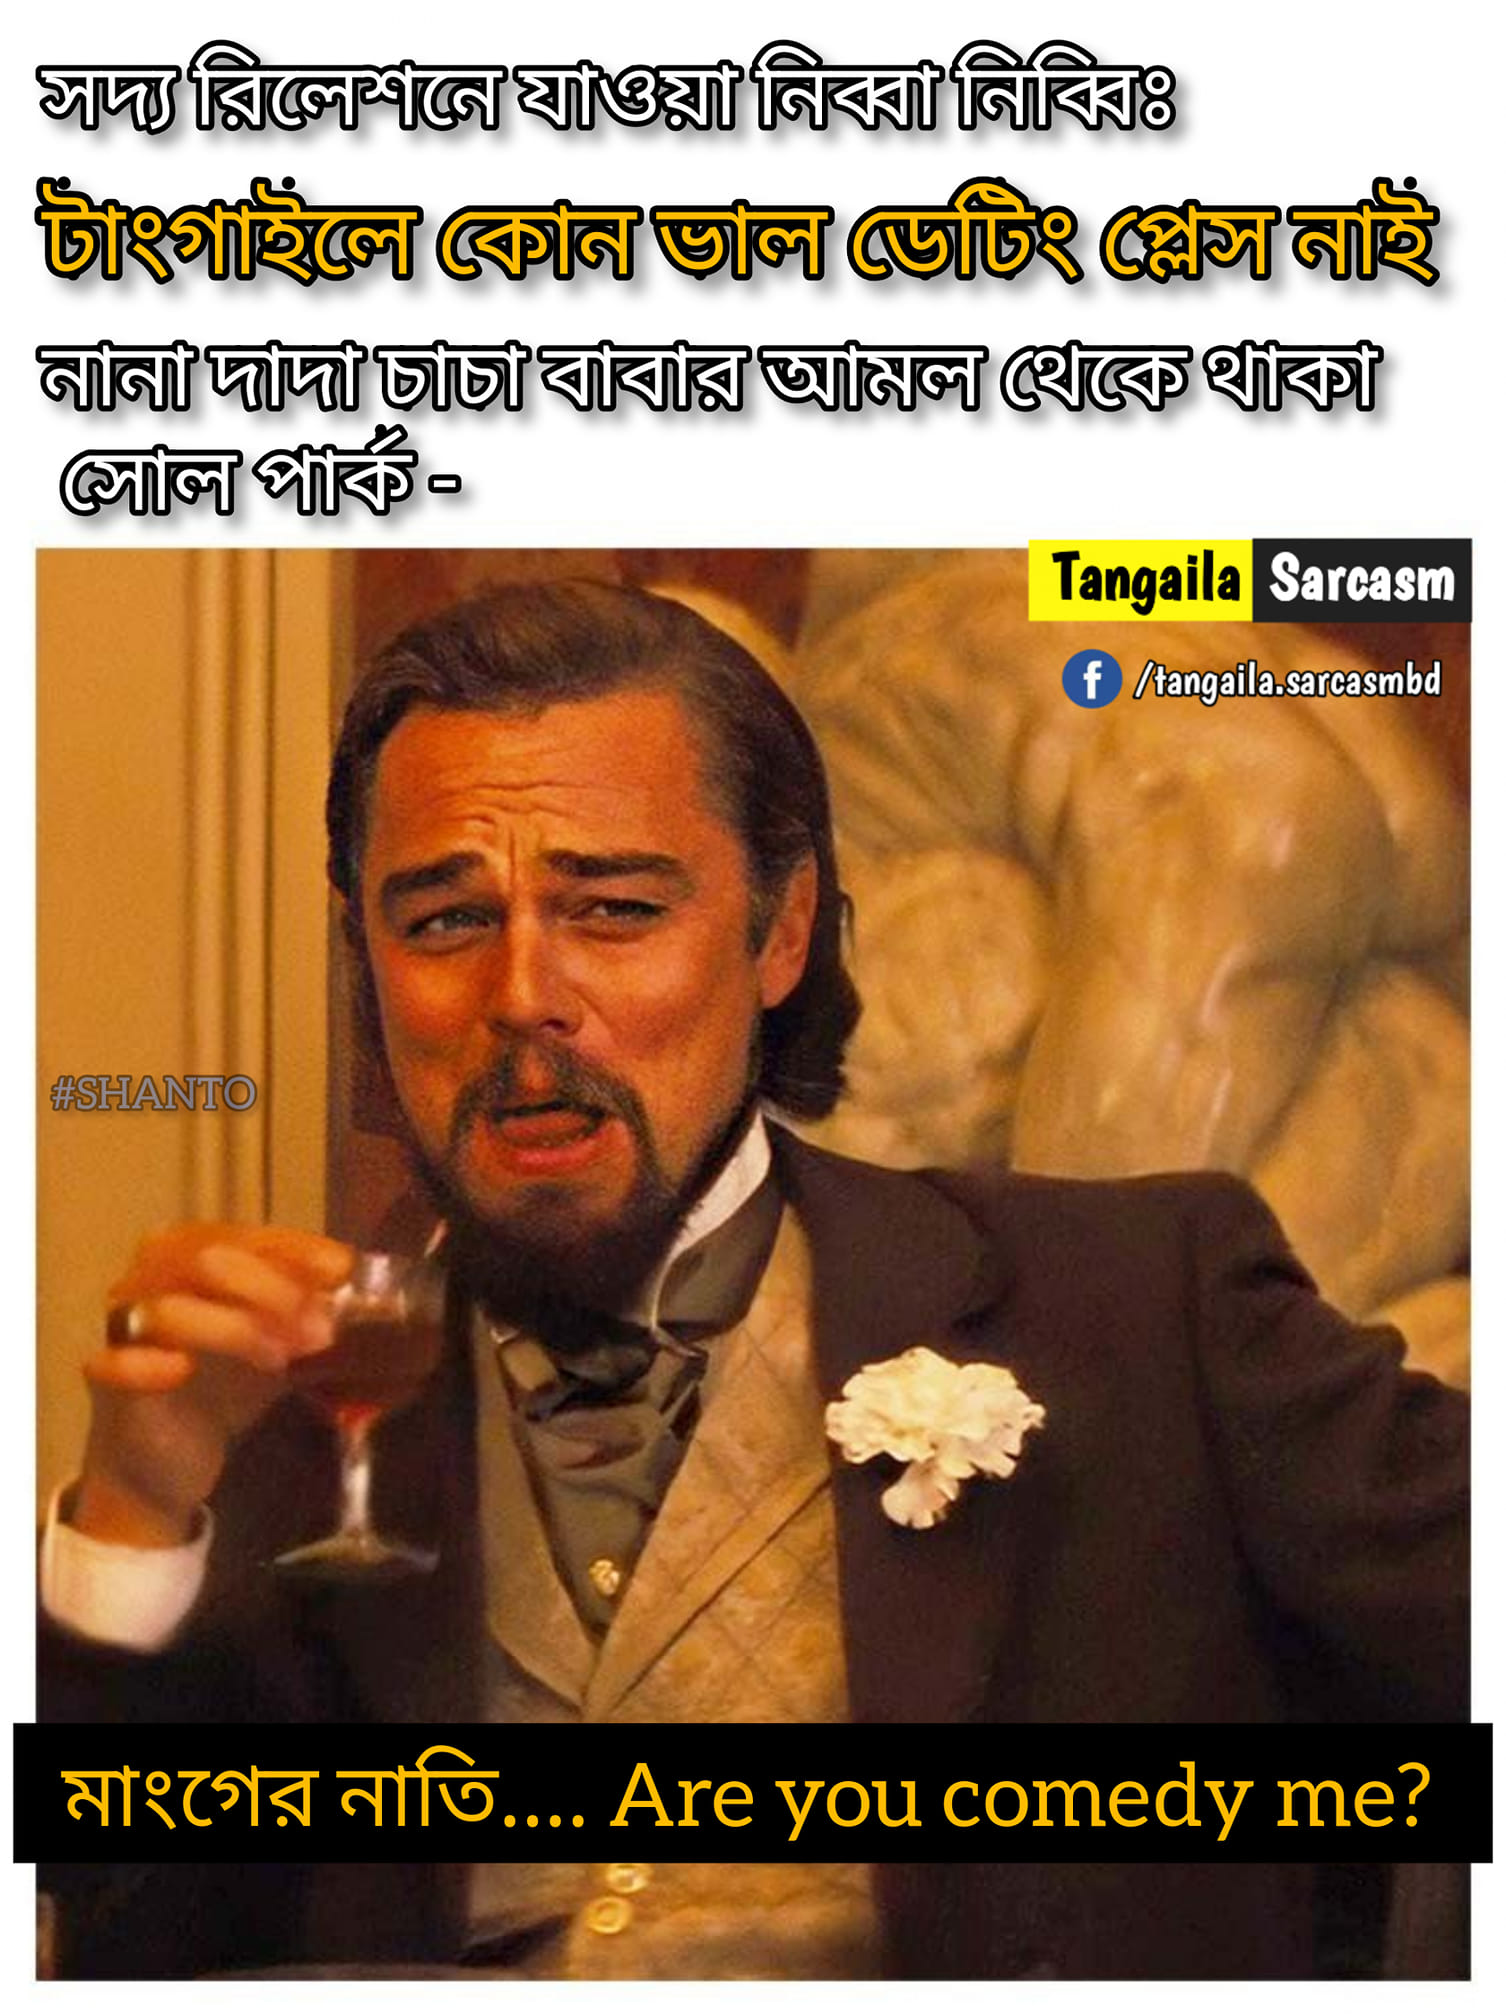 সদ্য রিলেশনে যাওয়া নিব্বা নিব্বিঃ
টাংগাইলে কোন ভাল ডেটিং প্লেস নাই
নানা দাদা চাচা বাবার আমল থেকে থাকা
সোল পার্ক -
Tangaila Sarcasm
f /tangaila.sarcasmbd
#SHANTO
মাংগের নাতি.... Are you comedy me?